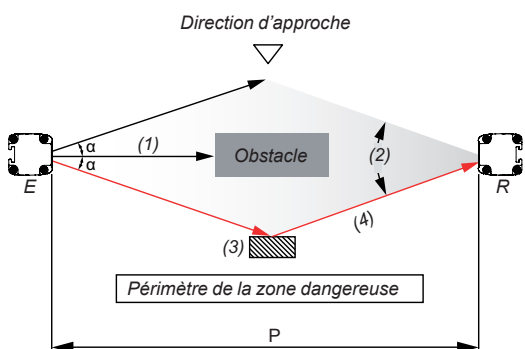 Direction d'approche
α
(1)
Obstacle
(2)
α
E
R
(3)
(4)
Périmètre de la zone dangereuse
P